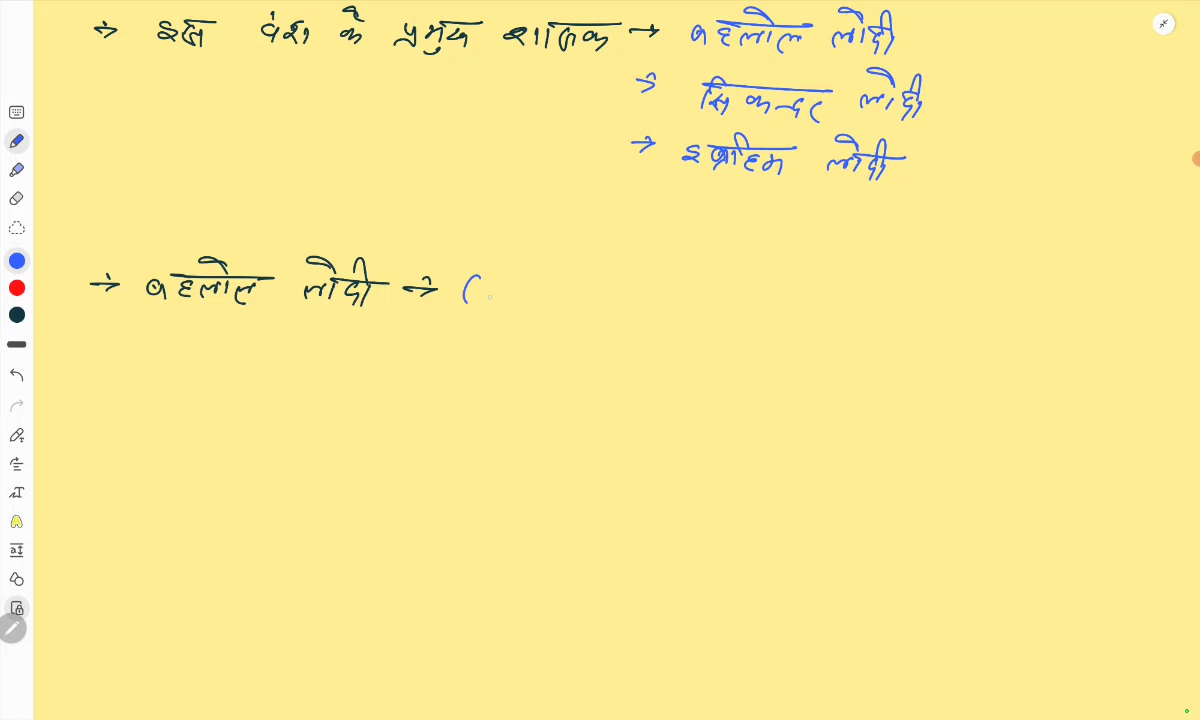 → इस वंश के प्रमुख शासक → बहलोल लोदी
→ सिकन्दर लोदी
→ इब्राहिम लोदी
→ बहलोल लोदी → (